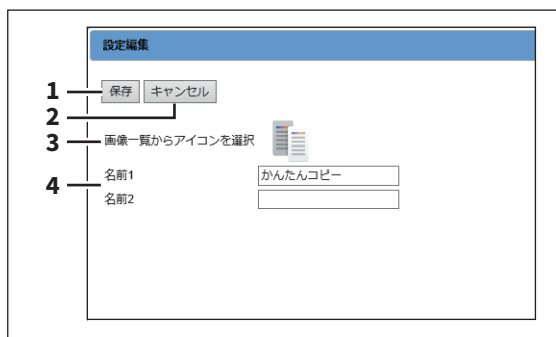 設定編集
1
保存 キャンセル
2
3
画像一覧からアイコンを選択
4
名前1 かんたんコピー
名前2